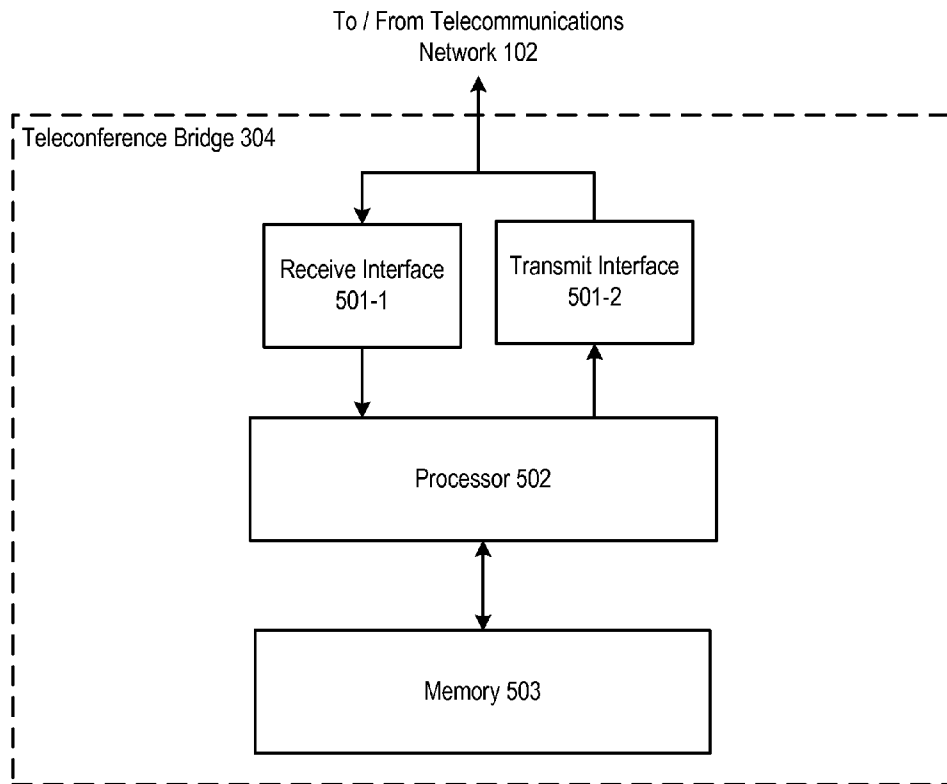 To / From Telecommunications
Network 102
Teleconference Bridge 304
Receive Interface
501-1
Transmit Interface
501-2
Processor 502
Memory 503